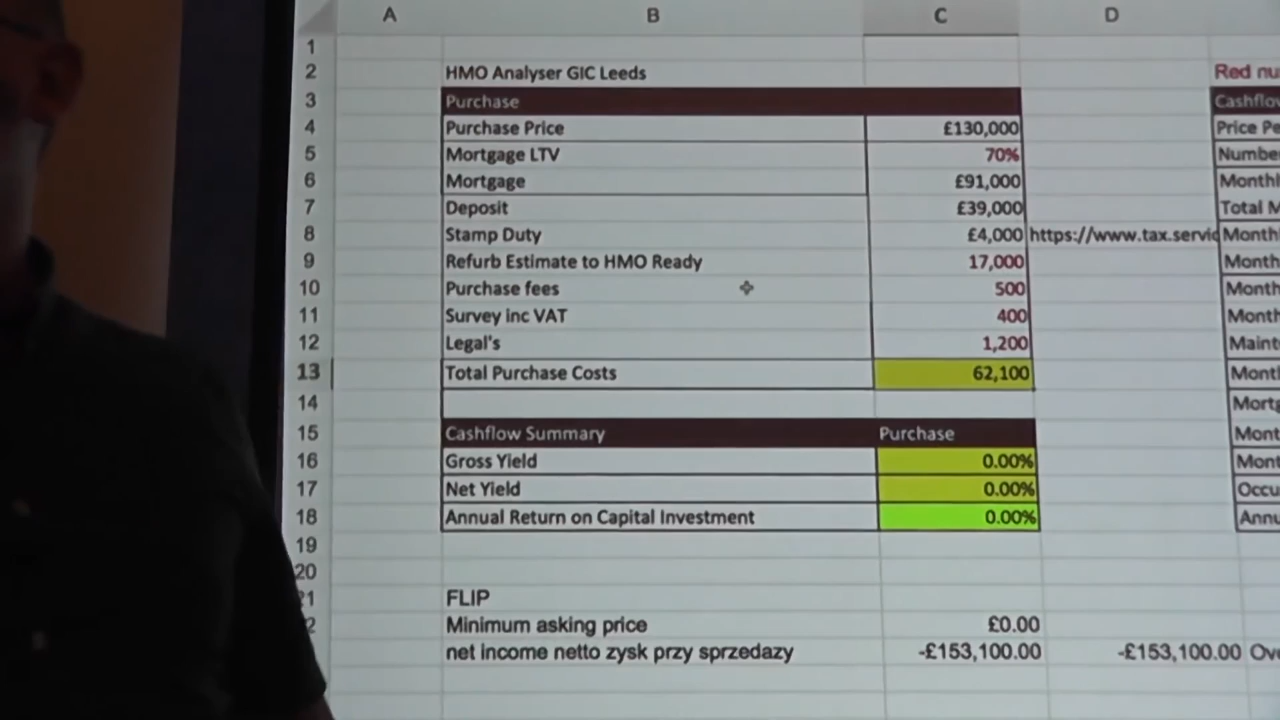 A B C D
1
2 HMO Analyser GIC Leeds Red nu
3 Purchase Cashflov
4 Purchase Price £130,000 Price Pe
5 Mortgage LTV 70% Numbe
6 Mortgage £91,000 Monthl
7 Deposit £39,000 Total M
8 Stamp Duty £4,000 https://www.tax.servic Month
9 Refurb Estimate to HMO Ready 17,000 Month
10 Purchase fees 500 Month
11 Survey inc VAT 400 Month
12 Legal's 1,200 Maint
13 Total Purchase Costs 62,100 Mont
14 Mortg
15 Cashflow Summary Purchase Mont
16 Gross Yield 0.00% Mont
17 Net Yield 0.00% Occu
18 Annual Return on Capital Investment 0.00% Annu
19
20
1 FLIP
2 Minimum asking price £0.00
net income netto zysk przy sprzedazy -£153,100.00 -£153,100.00 Ove